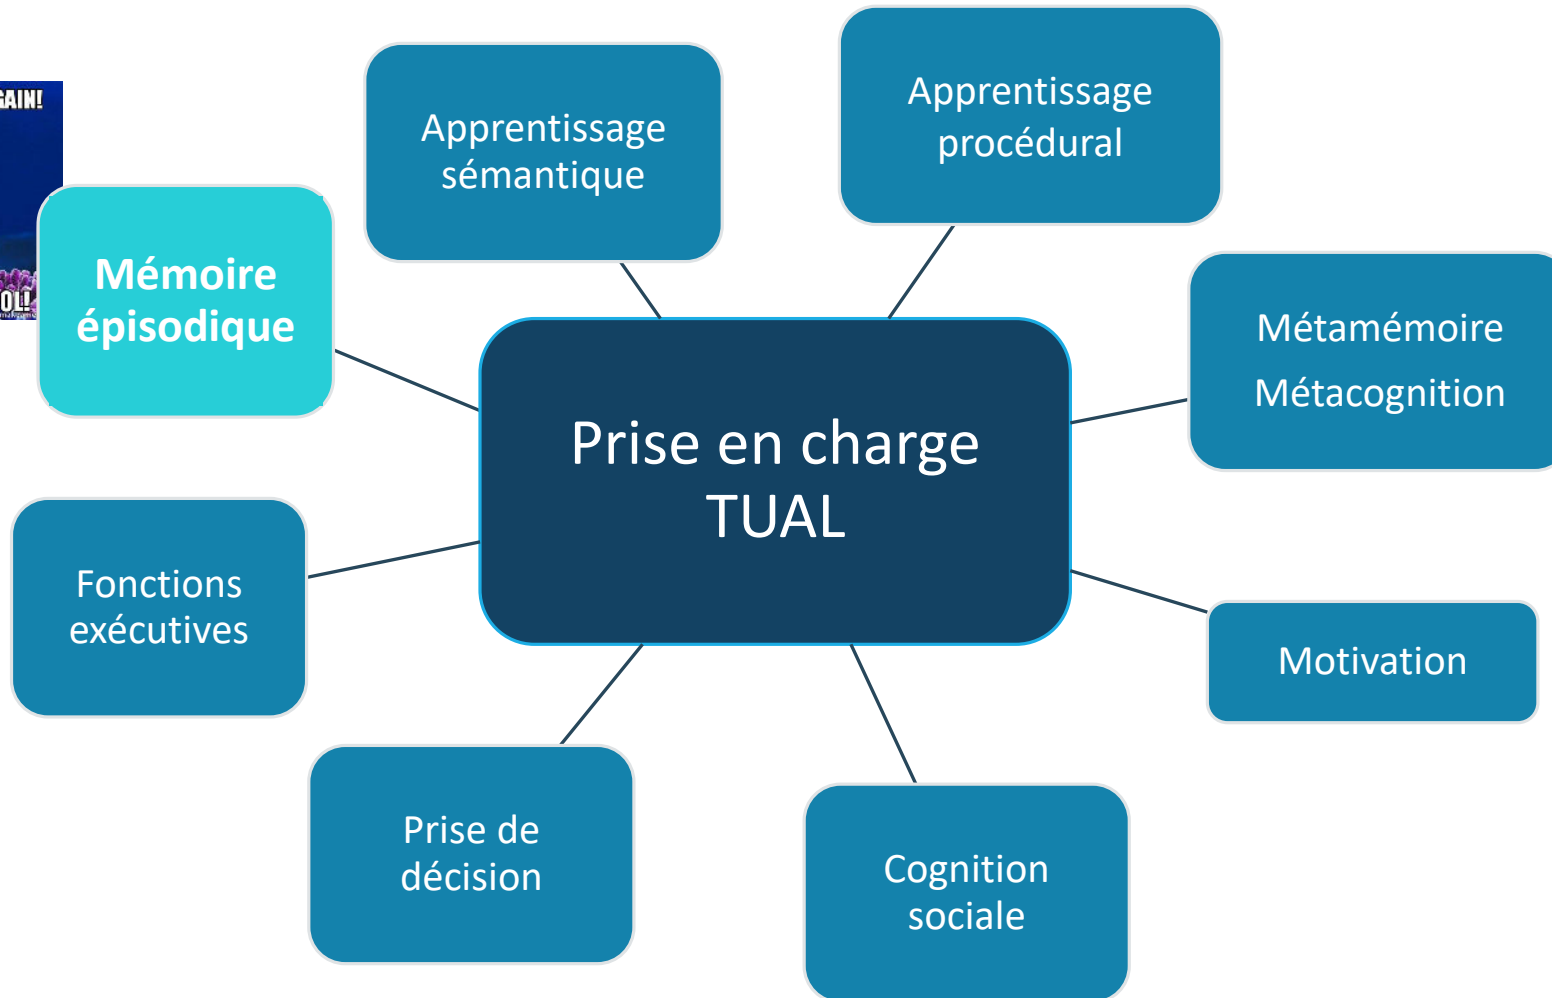 Apprentissage
sémantique
Apprentissage
procédural
Mémoire
épisodique
Métamémoire
Métacognition
Prise en charge
TUAL
Fonctions
exécutives
Motivation
Prise de
décision
Cognition
sociale